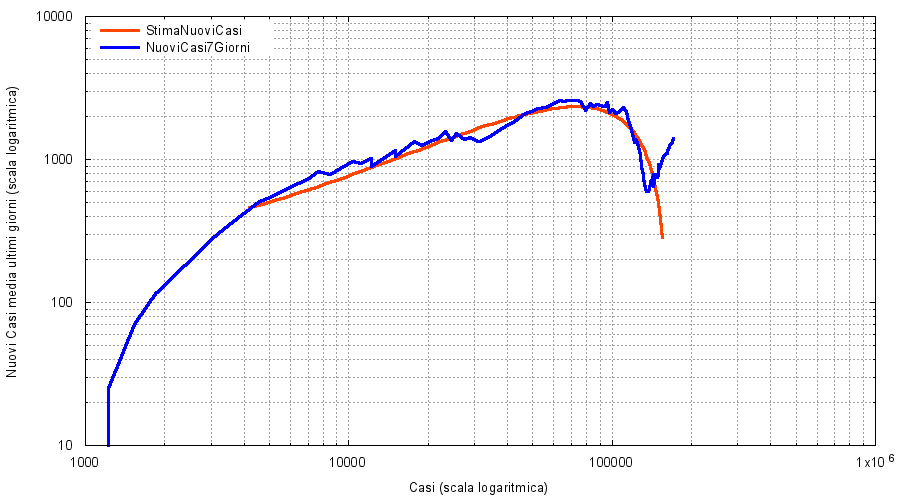 10000
StimaNuoviCasi
NuoviCasi7Giorni
1000
100
10
Nuovi Casi media ultimi giorni (scala logaritmica)
1000 10000 100000 1x10 6
Casi (scala logaritmica)